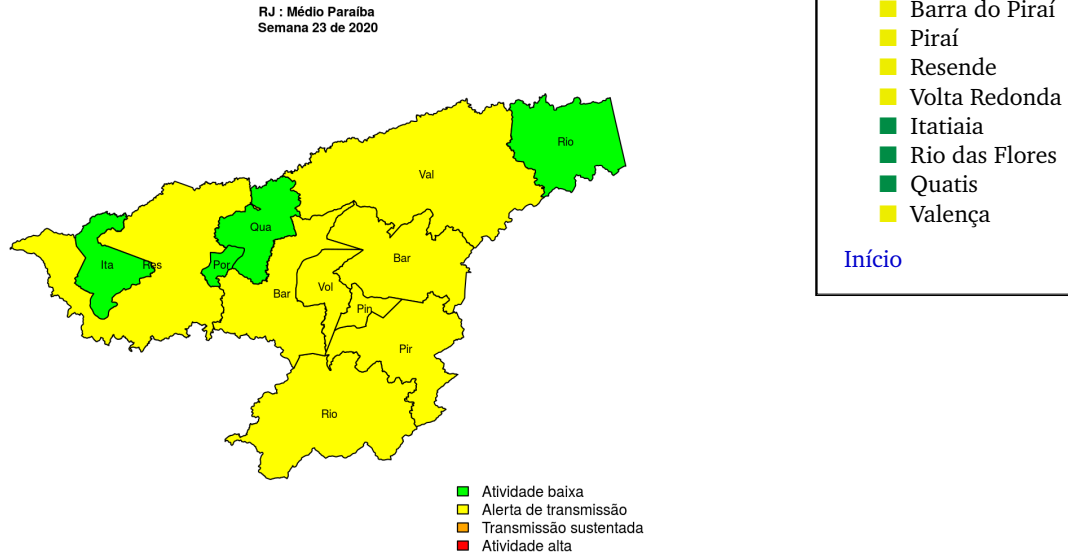 RJ : Médio Paraíba
Semana 23 de 2020
Rio
Val
Qua
Ita
Res
Por
Bar
Bar
Vol
Pin
Pir
Rio
Atividade baixa
Alerta de transmissão
Transmissão sustentada
Atividade alta
Barra do Piraí
Piraí
Resende
Volta Redonda
Itatiaia
Rio das Flores
Quatis
Valença
Início